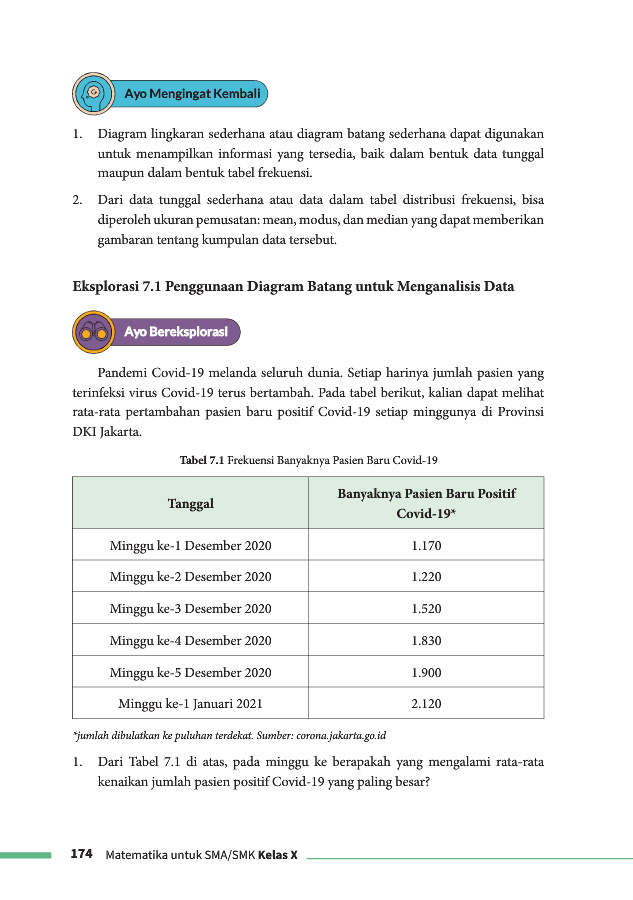 Ayo Mengingat Kembali
1. Diagram lingkaran sederhana atau diagram batang sederhana dapat digunakan
untuk menampilkan informasi yang tersedia, baik dalam bentuk data tunggal
maupun dalam bentuk tabel frekuensi.
2. Dari data tunggal sederhana atau data dalam tabel distribusi frekuensi, bisa
diperoleh ukuran pemusatan: mean, modus, dan median yang dapat memberikan
gambaran tentang kumpulan data tersebut.
Eksplorasi 7.1 Penggunaan Diagram Batang untuk Menganalisis Data
Ayo Bereksplorasi
Pandemi Covid-19 melanda seluruh dunia. Setiap harinya jumlah pasien yang
terinfeksi virus Covid-19 terus bertambah. Pada tabel berikut, kalian dapat melihat
rata-rata pertambahan pasien baru positif Covid-19 setiap minggunya di Provinsi
DKI Jakarta.
Tabel 7.1 Frekuensi Banyaknya Pasien Baru Covid-19
Tanggal
Banyaknya Pasien Baru Positif
Covid-19*
Minggu ke-1 Desember 2020 1.170
Minggu ke-2 Desember 2020 1.220
Minggu ke-3 Desember 2020 1.520
Minggu ke-4 Desember 2020 1.830
Minggu ke-5 Desember 2020 1.900
Minggu ke-1 Januari 2021 2.120
*jumlah dibulatkan ke puluhan terdekat. Sumber: corona.jakarta.go.id
1. Dari Tabel 7.1 di atas, pada minggu ke berapakah yang mengalami rata-rata
kenaikan jumlah pasien positif Covid-19 yang paling besar?
174 Matematika untuk SMA/SMK Kelas X